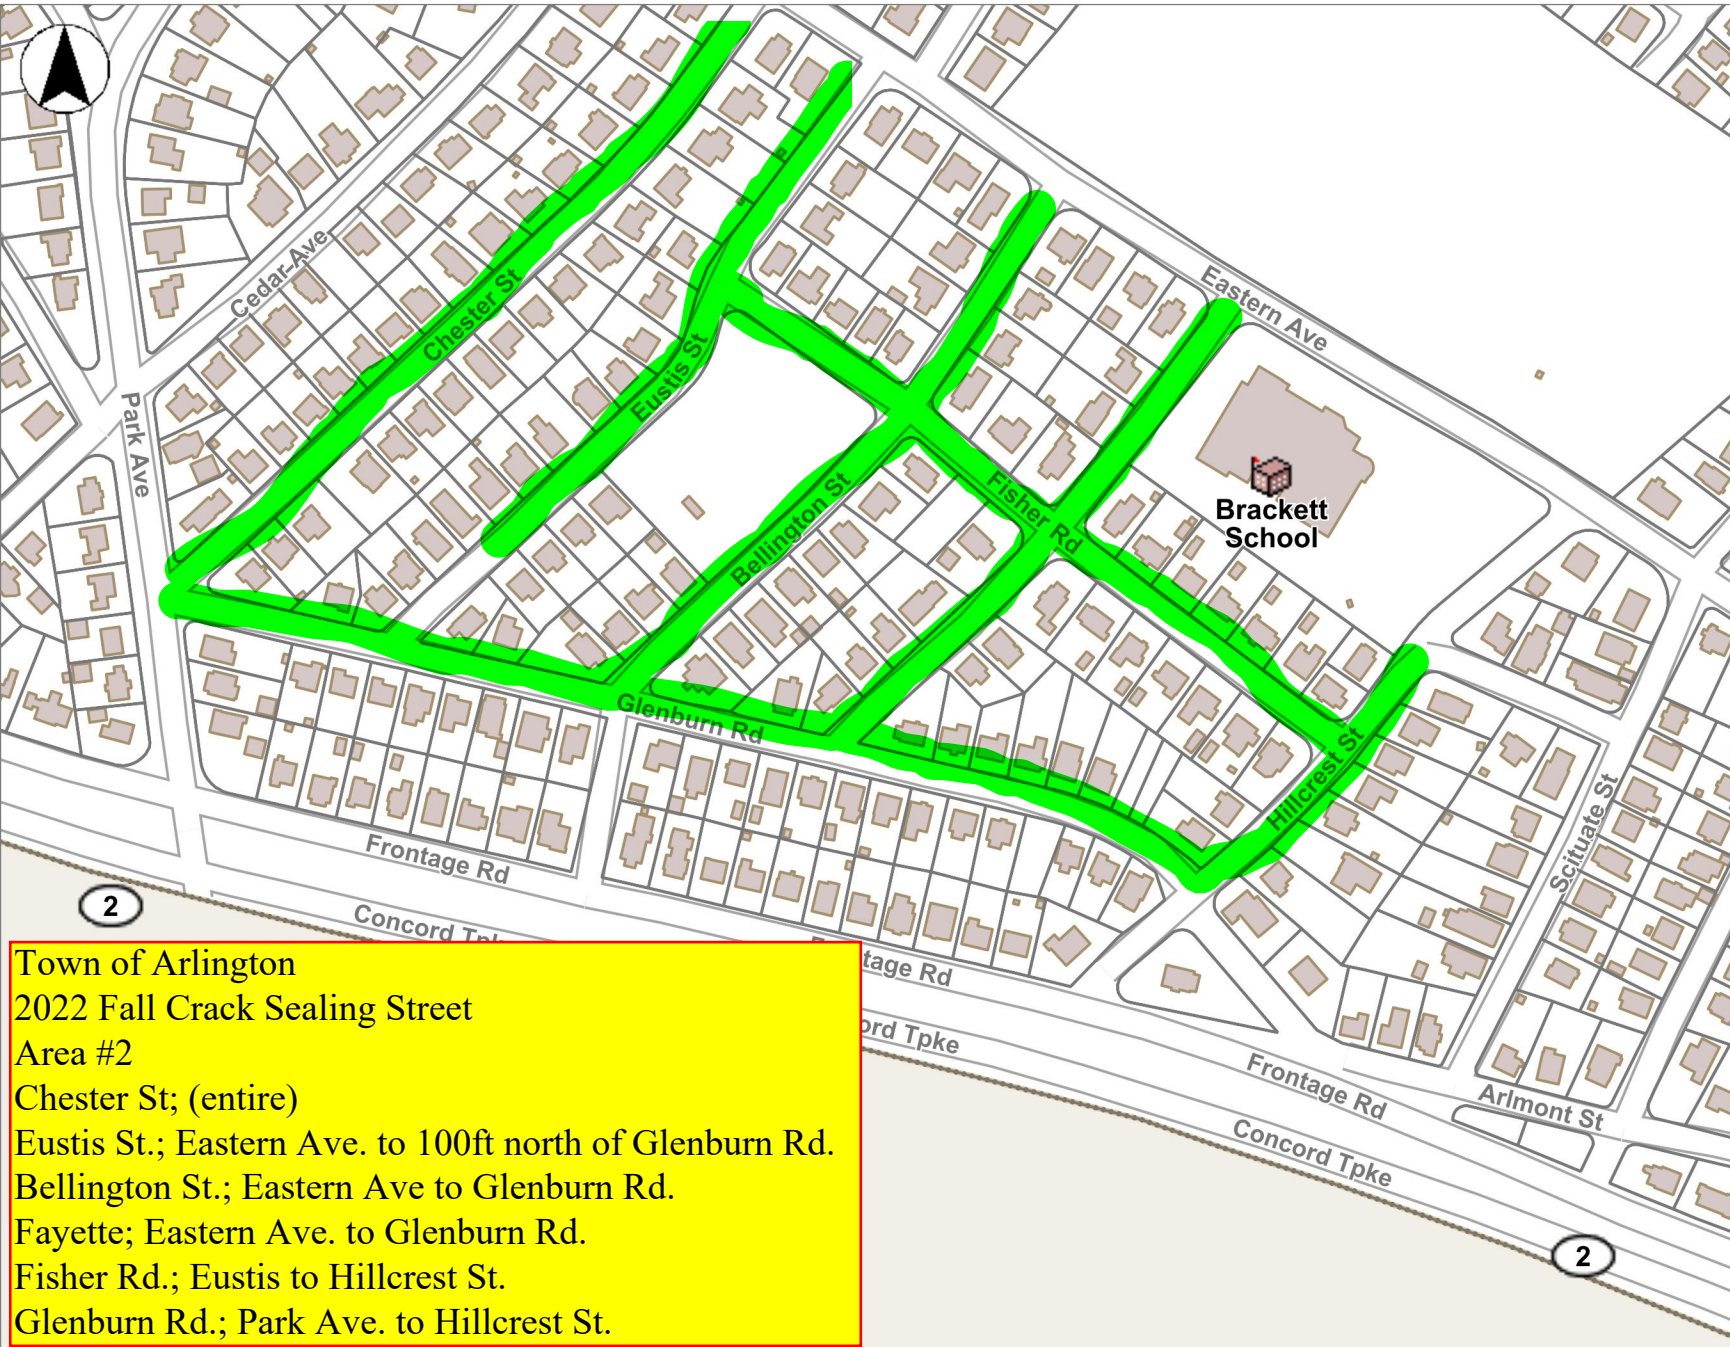 Cedar Ave
Chester St
Eustis St
Park Ave
Eastern Ave
Brackett
School
Fisher Rd
Bellington St
Glenburn Rd
Hillcrest St
Scituate St
Frontage Rd
2
Concord Tpke
tage Rd
ord Tpke
Frontage Rd
Arlmont St
Concord Tpke
2
Town of Arlington
2022 Fall Crack Sealing Street
Area #2
Chester St; (entire)
Eustis St.; Eastern Ave. to 100ft north of Glenburn Rd.
Bellington St.; Eastern Ave to Glenburn Rd.
Fayette; Eastern Ave. to Glenburn Rd.
Fisher Rd.; Eustis to Hillcrest St.
Glenburn Rd.; Park Ave. to Hillcrest St.